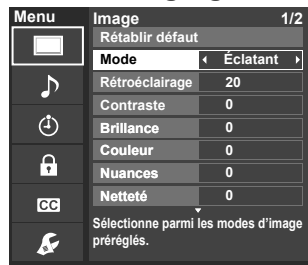 Menu
Image 1/2
Rétablir défaut
Mode Éclatant
Rétroéclairage 20
Contraste 0
Brillance 0
Couleur 0
Nuances 0
Netteté 0
CC
Sélectionne parmi les modes d'image
préréglés.